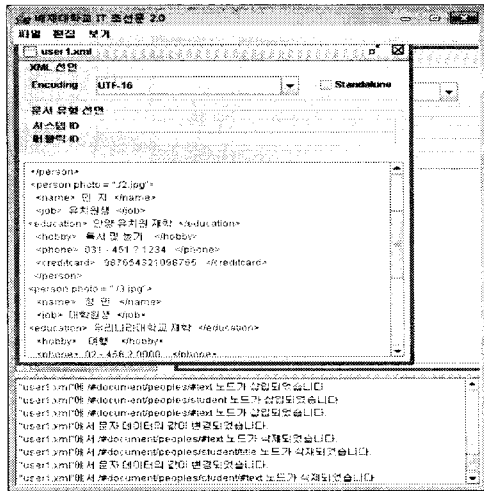 배재대학교 IT 조선문 2.0
파일 편집 보기
user1.xml
XML 선언
Encoding UTF-16 Standalone
문서 유형 선언
시스템 ID
퍼블릭 ID
</person>
<person photo = "./2.jpg">
<name> 민 지 </name>
<job> 유치원생 </job>
<education> 안양 유치원 재학 </education>
<hobby> 독서 및 놀기 </hobby>
<phone> 031 - 451 ? 1234 </phone>
<creditcard> 987654321098765 </creditcard>
</person>
<person photo = "./3.jpg">
<name> 정 민 </name>
<job> 대학원생 </job>
<education> 우리나라대학교 재학 </education>
<hobby> 여행 </hobby>
<phone> 02 - 456 ? 0000 </phone>
"user1.xml"에 /#document/peoples/#text 노드가 삽입되었습니다.
"user1.xml"에 /#document/peoples/student 노드가 삽입되었습니다.
"user1.xml"에 /#document/peoples/#text 노드가 삽입되었습니다.
"user1.xml"에서 문자 데이터의 값이 변경되었습니다.
"user1.xml"에서 /#document/peoples/#text 노드가 삭제되었습니다.
"user1.xml"에서 /#document/peoples/student/title 노드가 삭제되었습니다.
"user1.xml"에서 문자 데이터의 값이 변경되었습니다.
"user1.xml"에서 /#document/peoples/student/#text 노드가 삭제되었습니다.